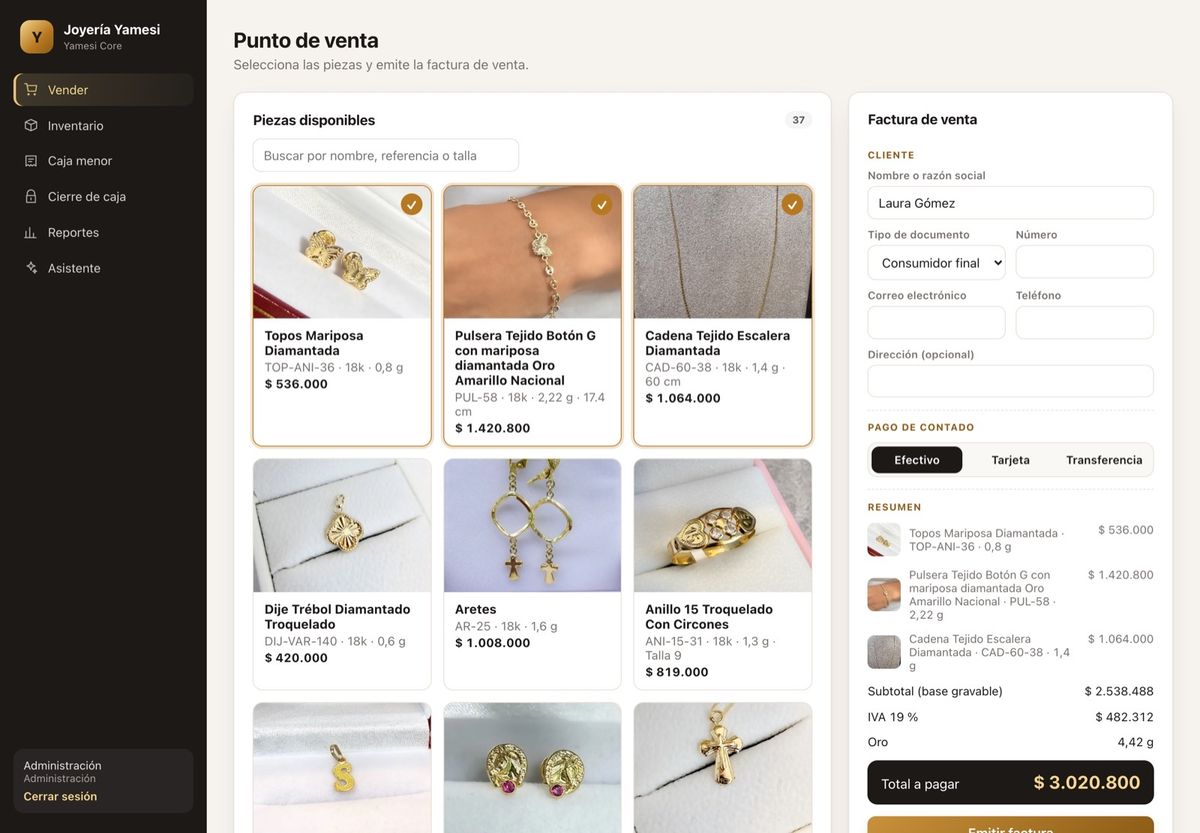 Y
Joyería Yamesi
Yamesi Core
Vender
Inventario
Caja menor
Cierre de caja
Reportes
Asistente
Administración
Administración
Cerrar sesión
Punto de venta
Selecciona las piezas y emite la factura de venta.
Piezas disponibles
37
Buscar por nombre, referencia o talla
Topos Mariposa
Diamantada
TOP-ANI-36 · 18k · 0,8 g
$ 536.000
Pulsera Tejido Botón G
con mariposa
diamantada Oro
Amarillo Nacional
PUL-58 · 18k · 2,22 g · 17.4
cm
$ 1.420.800
Cadena Tejido Escalera
Diamantada
CAD-60-38 · 18k · 1,4 g ·
60 cm
$ 1.064.000
Dije Trébol Diamantado
Troquelado
DIJ-VAR-140 · 18k · 0,6 g
$ 420.000
Aretes
AR-25 · 18k · 1,6 g
$ 1.008.000
Anillo 15 Troquelado
Con Circones
ANI-15-31 · 18k · 1,3 g ·
Talla 9
$ 819.000
Factura de venta
CLIENTE
Nombre o razón social
Laura Gómez
Tipo de documento
Número
Consumidor final
Correo electrónico
Teléfono
Dirección (opcional)
PAGO DE CONTADO
Efectivo
Tarjeta
Transferencia
RESUMEN
Topos Mariposa Diamantada ·
TOP-ANI-36 · 0,8 g
$ 536.000
Pulsera Tejido Botón G con
mariposa diamantada Oro
Amarillo Nacional · PUL-58 ·
2,22 g
$ 1.420.800
Cadena Tejido Escalera
Diamantada · CAD-60-38 · 1,4
g
$ 1.064.000
Subtotal (base gravable) $ 2.538.488
IVA 19 % $ 482.312
Oro 4,42 g
Total a pagar $ 3.020.800
Emitir factura